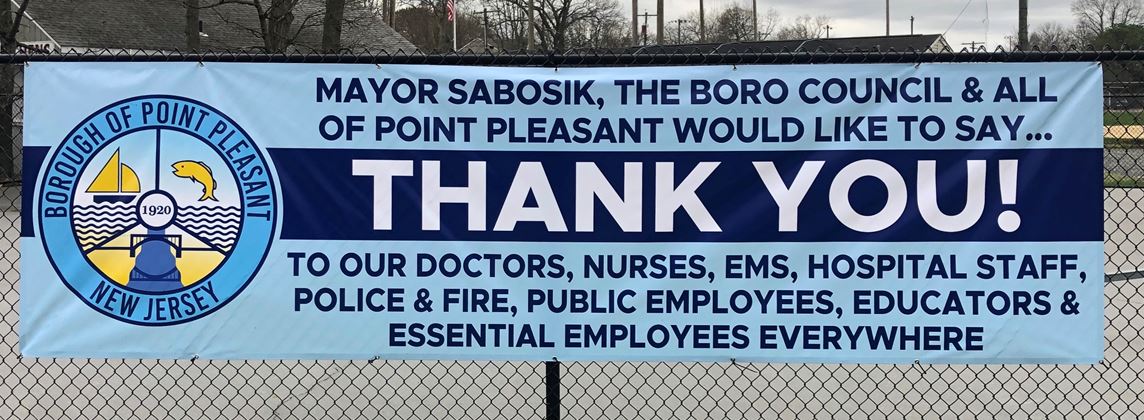 MAYOR SABOSIK, THE BORO COUNCIL & ALL
OF POINT PLEASANT WOULD LIKE TO SAY...
THANK YOU!
TO OUR DOCTORS, NURSES, EMS, HOSPITAL STAFF,
POLICE & FIRE, PUBLIC EMPLOYEES, EDUCATORS &
ESSENTIAL EMPLOYEES EVERYWHERE
BOROUGH OF POINT PLEASANT
1920
NEW JERSEY